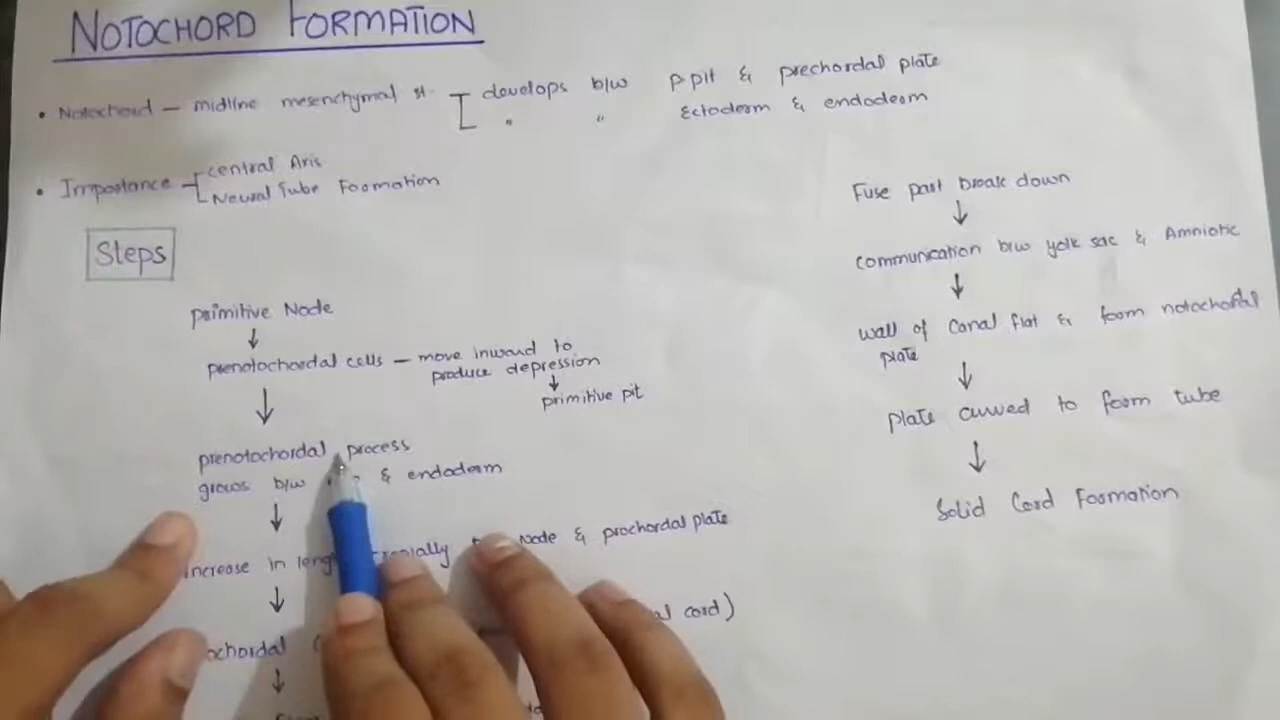 NOTOCHORD FORMATION
• Notochord — midline mesenchymal st. develops b/w p.pit & prechordal plate
" " Ectoderm & endoderm
• Importance central Axis
Neural Tube Formation
Steps
primitive Node
↓
prenotochordal cells — move inward to
produce depression
↓
primitive pit
↓
prenotochordal process
grows b/w & endoderm
↓
increase in cranially Node & prochordal plate
↓
cord)
↓
Fuse part break down
↓
communication b/w yolk sac & Amniotic
↓
wall of canal flat & form notochordal
plate
↓
plate curved to form tube
↓
Solid Cord Formation